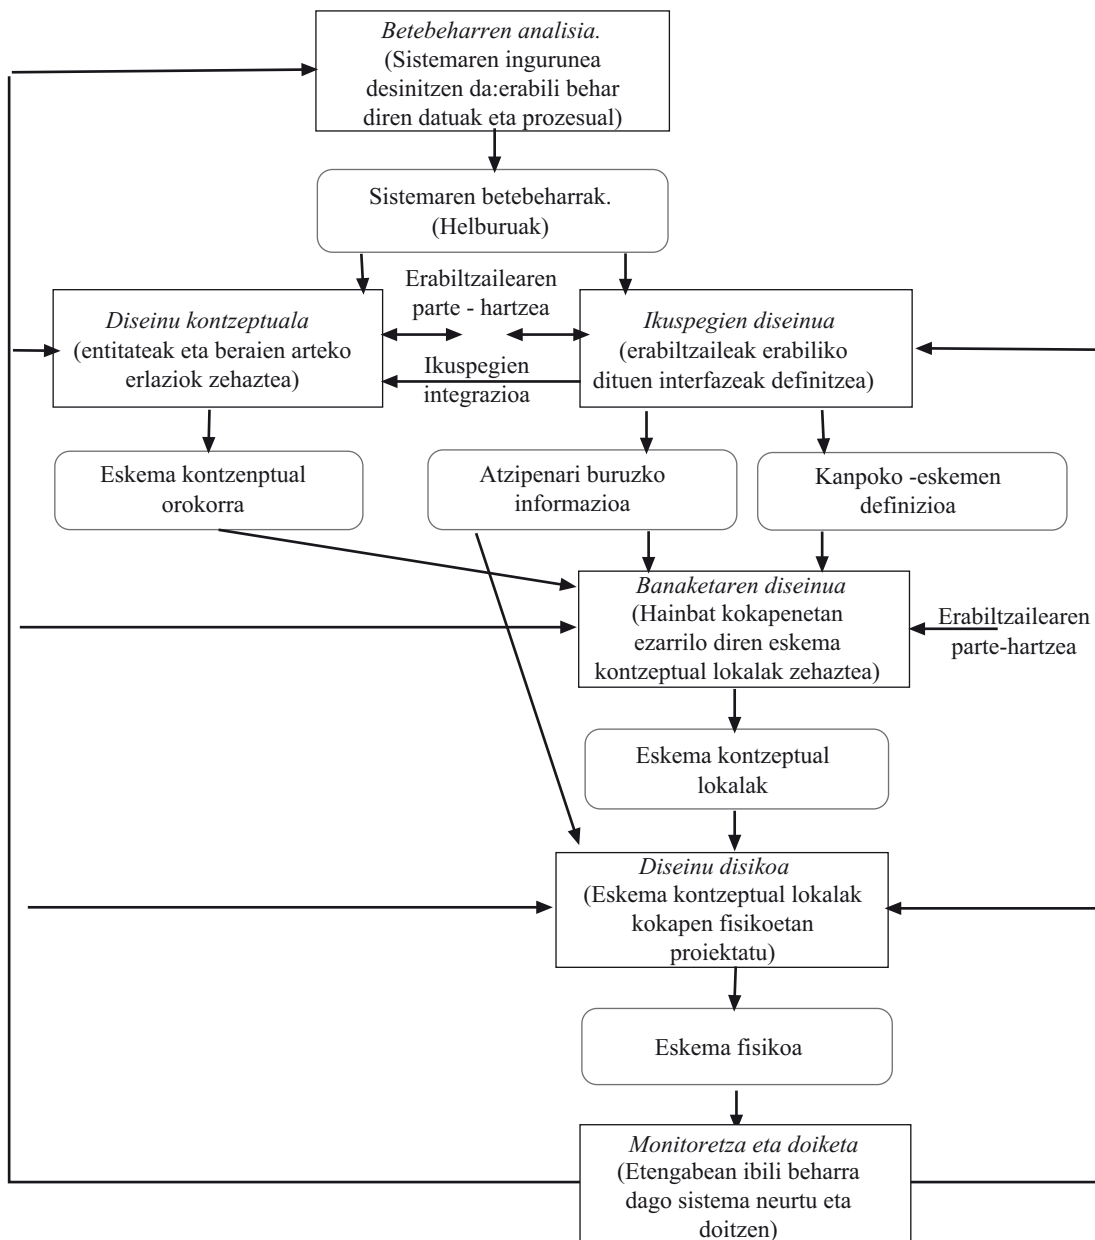 Betebeharren analisia.
(Sistemaren ingurunea
desinitzen da:erabili behar
diren datuak eta prozesual)
Sistemaren betebeharrak.
(Helburuak)
Erabiltzailearen
parte - hartzea
Diseinu kontzeptuala
(entitateak eta beraien arteko
erlaziok zehaztea)
Ikuspegien
integrazioa
Ikuspegien diseinua
(erabiltzaileak erabiliko
dituen interfazeak definitzea)
Eskema kontzenptual
orokorra
Atzipenari buruzko
informazioa
Kanpoko -eskemen
definizioa
Banaketaren diseinua
(Hainbat kokapenetan
ezarrilo diren eskema
kontzeptual lokalak zehaztea)
Erabiltzailearen
parte-hartzea
Eskema kontzeptual
lokalak
Diseinu disikoa
(Eskema kontzeptual lokalak
kokapen fisikoetan
proiektatu)
Eskema fisikoa
Monitoretza eta doiketa
(Etengabean ibili beharra
dago sistema neurtu eta
doitzen)